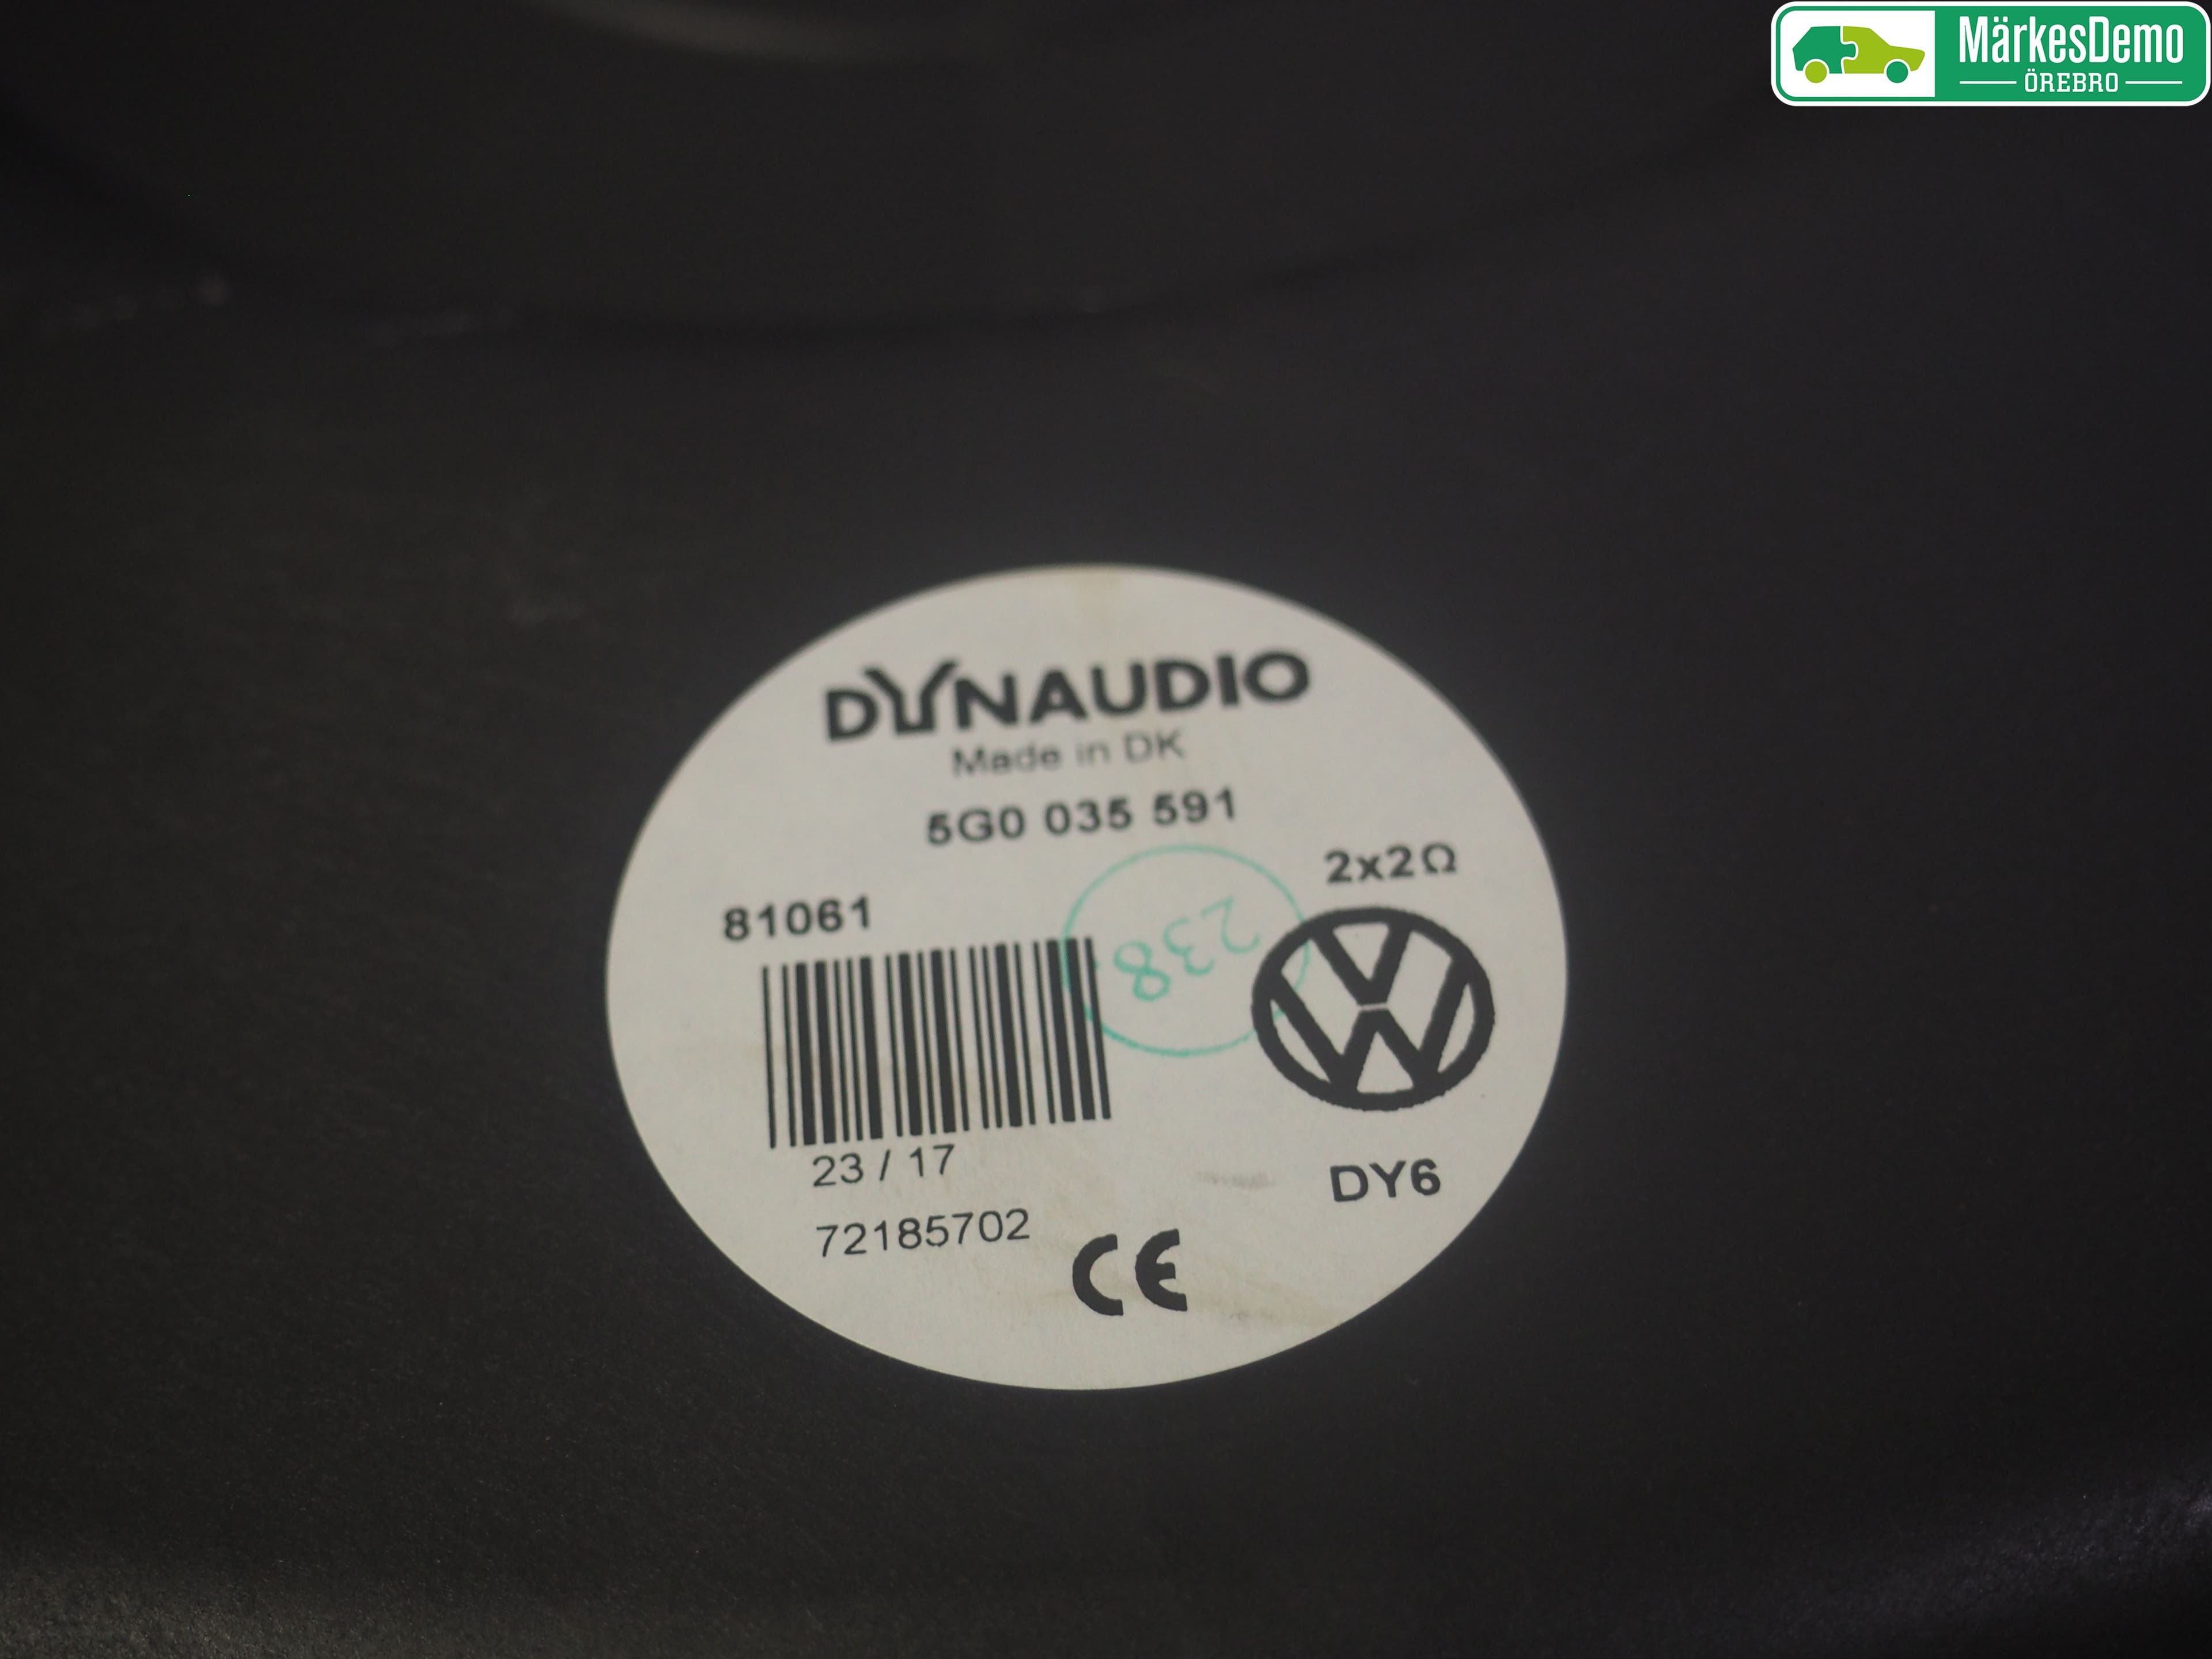 MärkesDemo
ÖREBRO
DYNAUDIO
Made in DK
5G0 035 591
2x2Ω
81061
238
23 / 17
72185702
DY6
CE